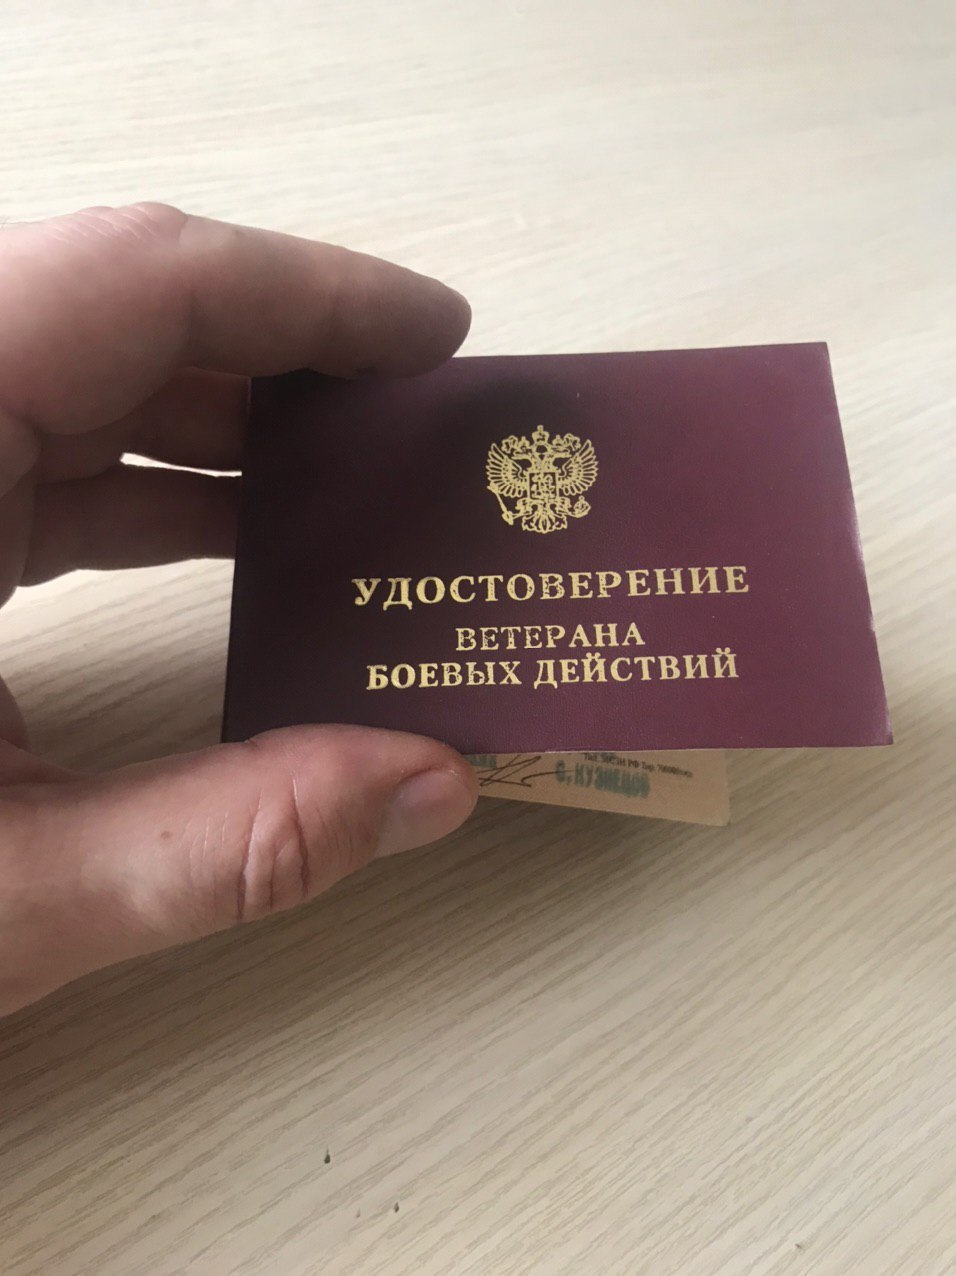 УДОСТОВЕРЕНИЕ
ВЕТЕРАНА
БОЕВЫХ ДЕЙСТВИЙ
С. КУЗНЕЦОВ